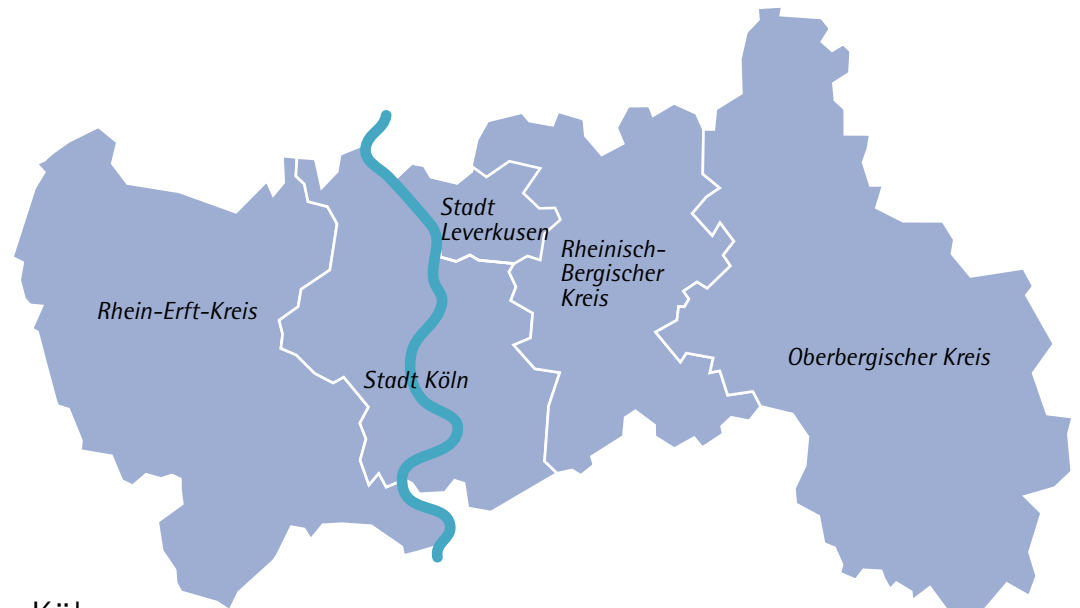 Stadt
Leverkusen
Rheinisch-
Bergischer
Kreis
Rhein-Erft-Kreis
Oberbergischer Kreis
Stadt Köln